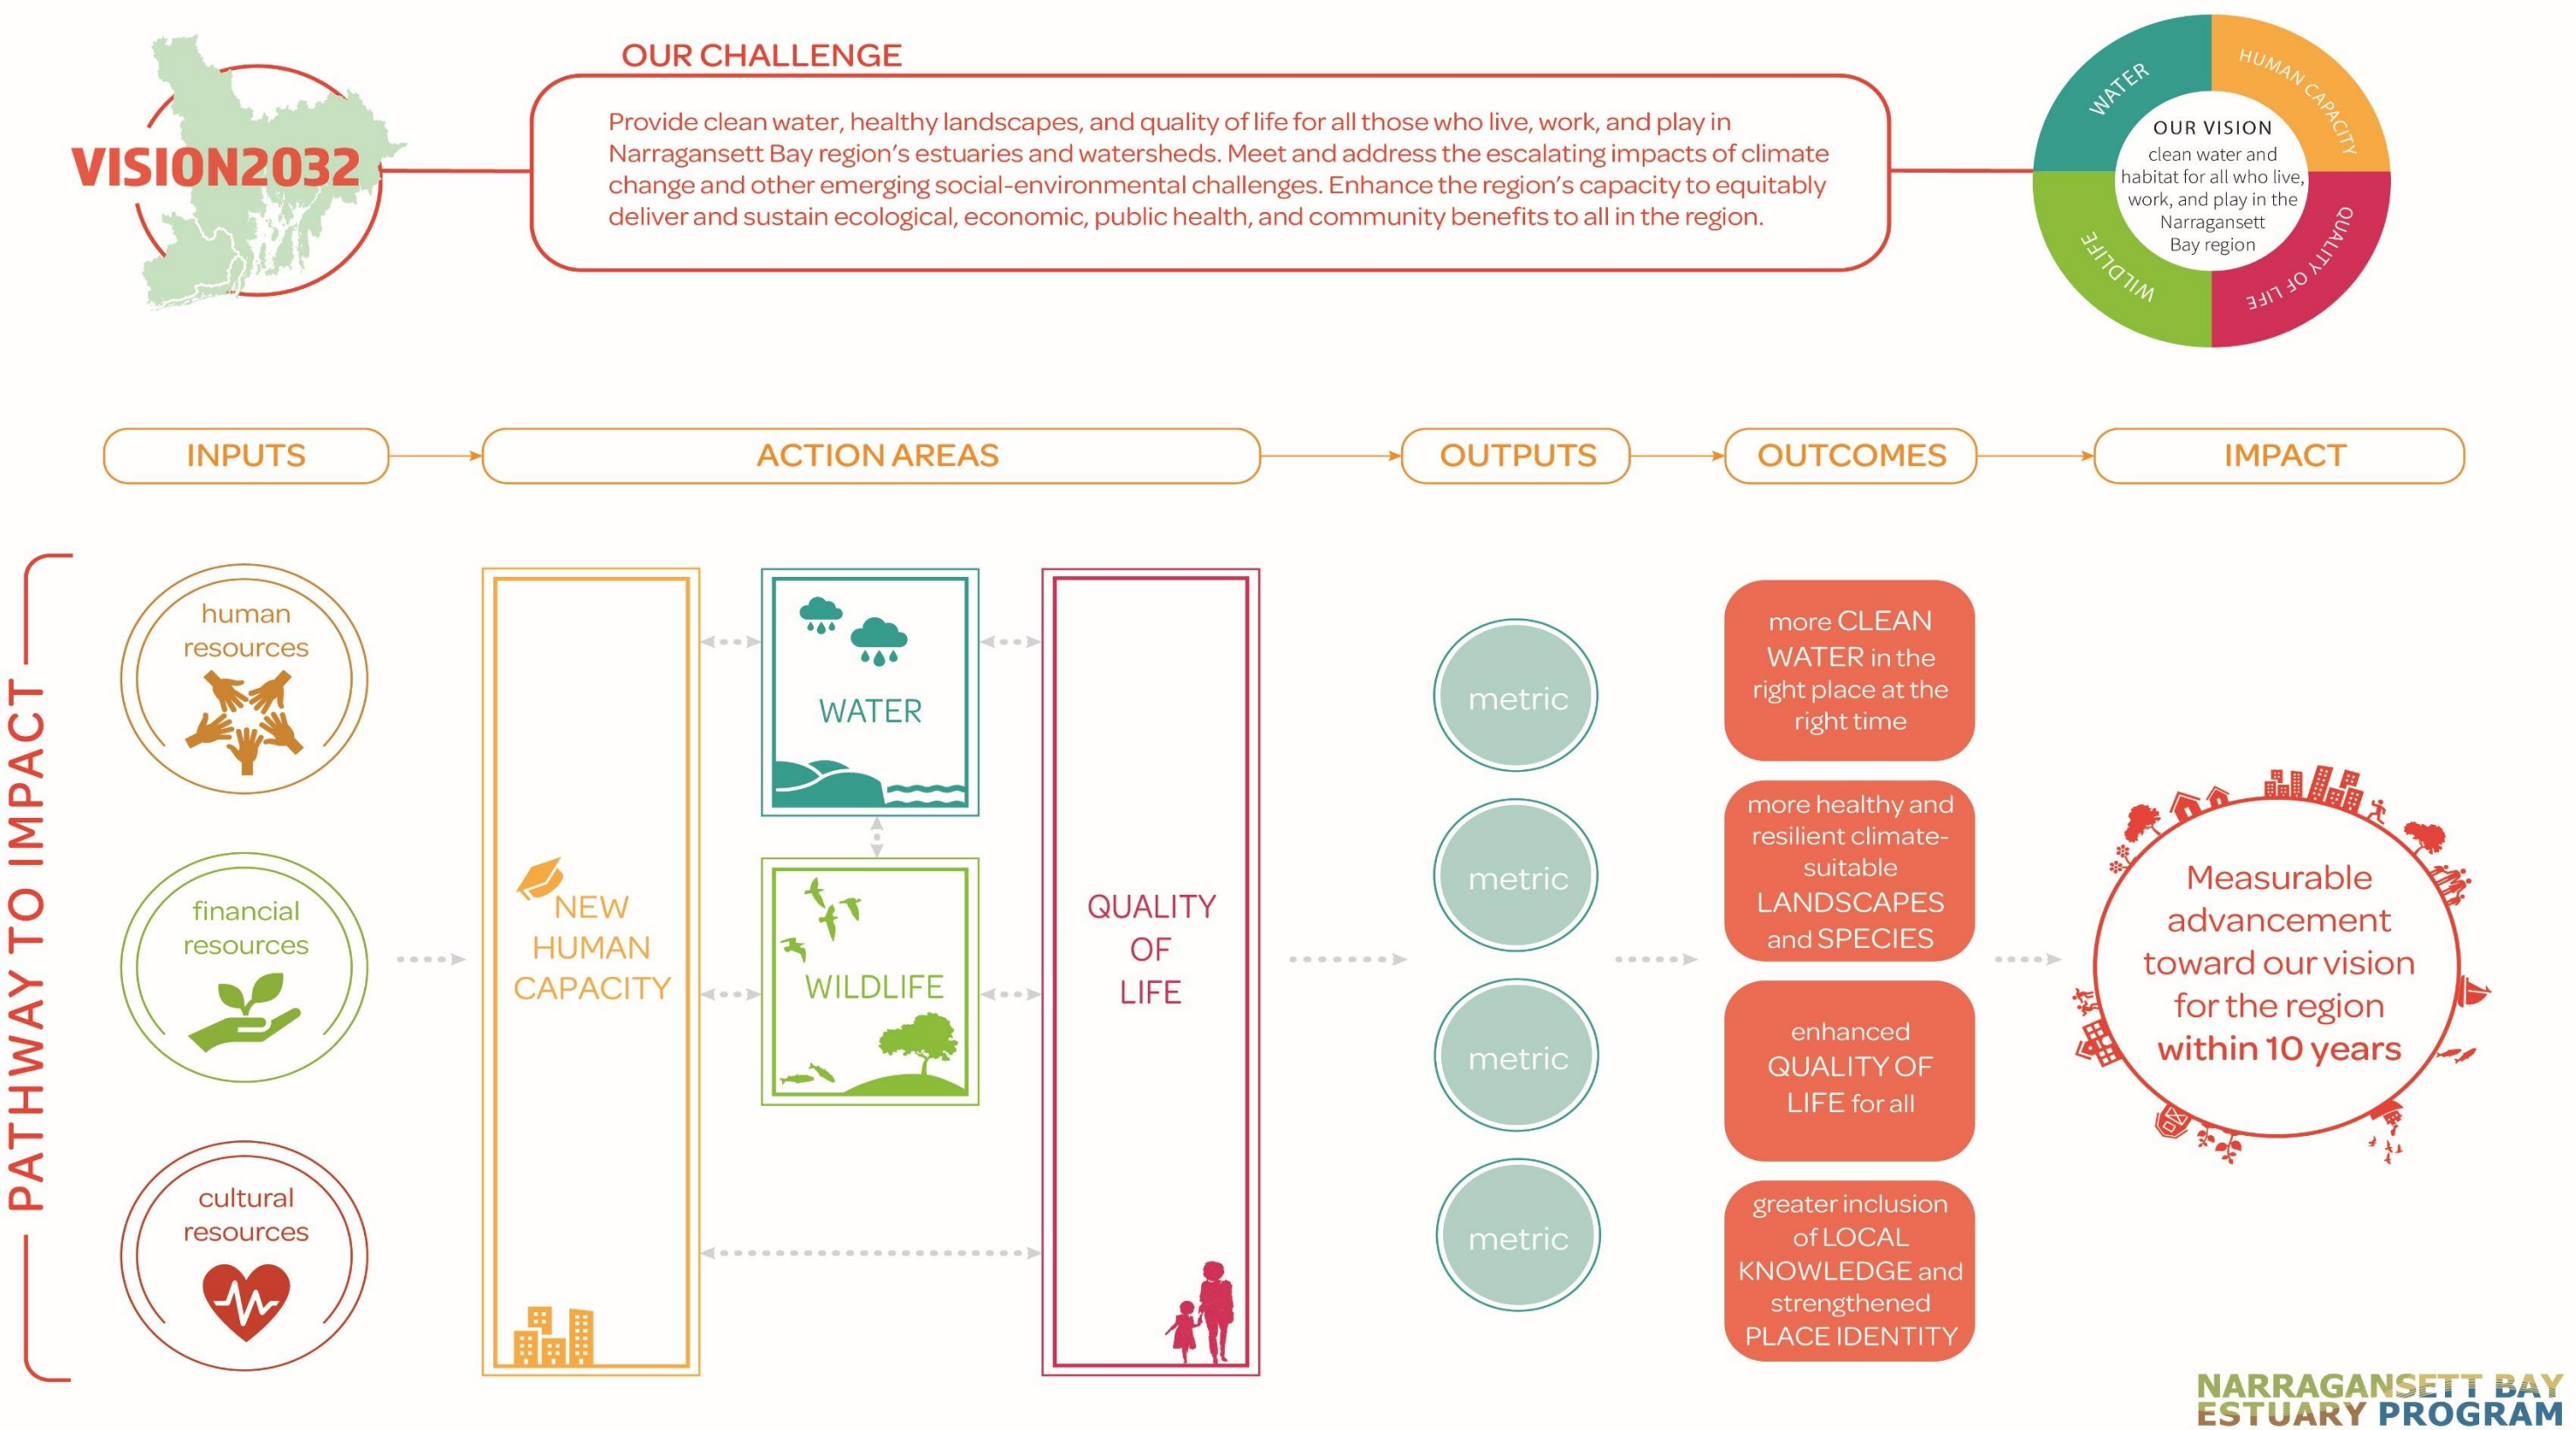 VISION2032
OUR CHALLENGE
Provide clean water, healthy landscapes, and quality of life for all those who live, work, and play in
Narragansett Bay region's estuaries and watersheds. Meet and address the escalating impacts of climate
change and other emerging social-environmental challenges. Enhance the region's capacity to equitably
deliver and sustain ecological, economic, public health, and community benefits to all in the region.
WATER
HUMAN CAPACITY
WILDLIFE
QUALITY OF LIFE
OUR VISION
clean water and
habitat for all who live,
work, and play in the
Narragansett
Bay region
INPUTS
ACTION AREAS
OUTPUTS
OUTCOMES
IMPACT
PATHWAY TO IMPACT
human
resources
financial
resources
cultural
resources
NEW
HUMAN
CAPACITY
WATER
WILDLIFE
QUALITY
OF
LIFE
metric
metric
metric
metric
more CLEAN
WATER in the
right place at the
right time
more healthy and
resilient climate-
suitable
LANDSCAPES
and SPECIES
enhanced
QUALITY OF
LIFE for all
greater inclusion
of LOCAL
KNOWLEDGE and
strengthened
PLACE IDENTITY
Measurable
advancement
toward our vision
for the region
within 10 years
NARRAGANSETT BAY
ESTUARY PROGRAM